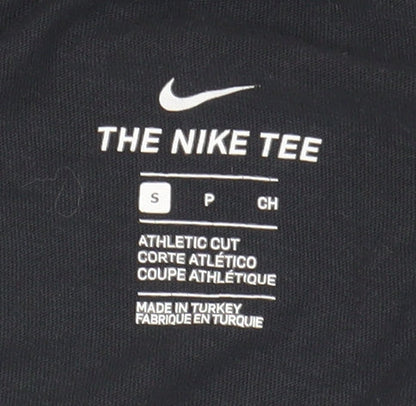 THE NIKE TEE
S P CH
ATHLETIC CUT
CORTE ATLÉTICO
COUPE ATHLÉTIQUE
MADE IN TURKEY
FABRIQUE EN TURQUIE